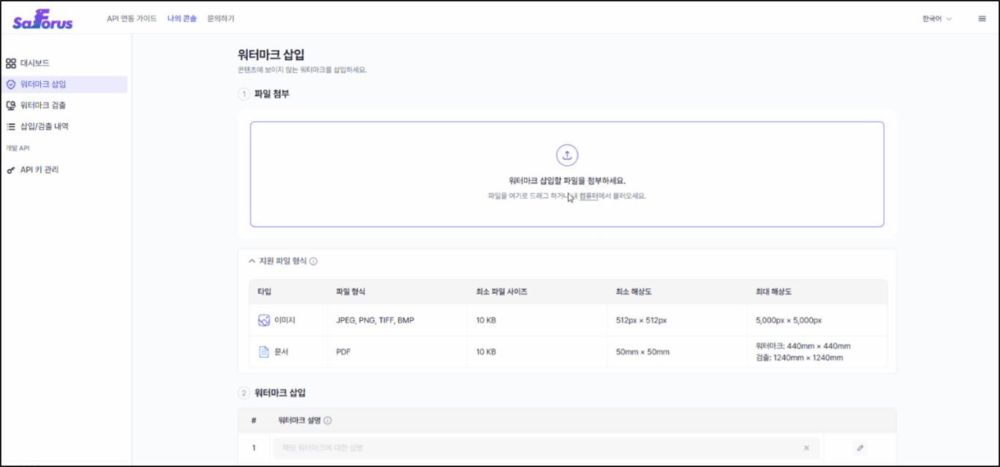 SaFforus
API 연동 가이드 나의 콘솔 문의하기 한국어
대시보드
워터마크 삽입
워터마크 검출
삽입/검출 내역
개발 API
API 키 관리
워터마크 삽입
콘텐츠에 보이지 않는 워터마크를 삽입하세요.
1 파일 첨부
워터마크 삽입할 파일을 첨부하세요.
파일을 여기로 드래그 하거나 내 컴퓨터에서 불러오세요.
지원 파일 형식
타입 파일 형식 최소 파일 사이즈 최소 해상도 최대 해상도
이미지 JPEG, PNG, TIFF, BMP 10 KB 512px × 512px 5,000px × 5,000px
문서 PDF 10 KB 50mm × 50mm 워터마크: 440mm × 440mm
검출: 1240mm × 1240mm
2 워터마크 삽입
# 워터마크 설명
1 해당 워터마크에 대한 설명